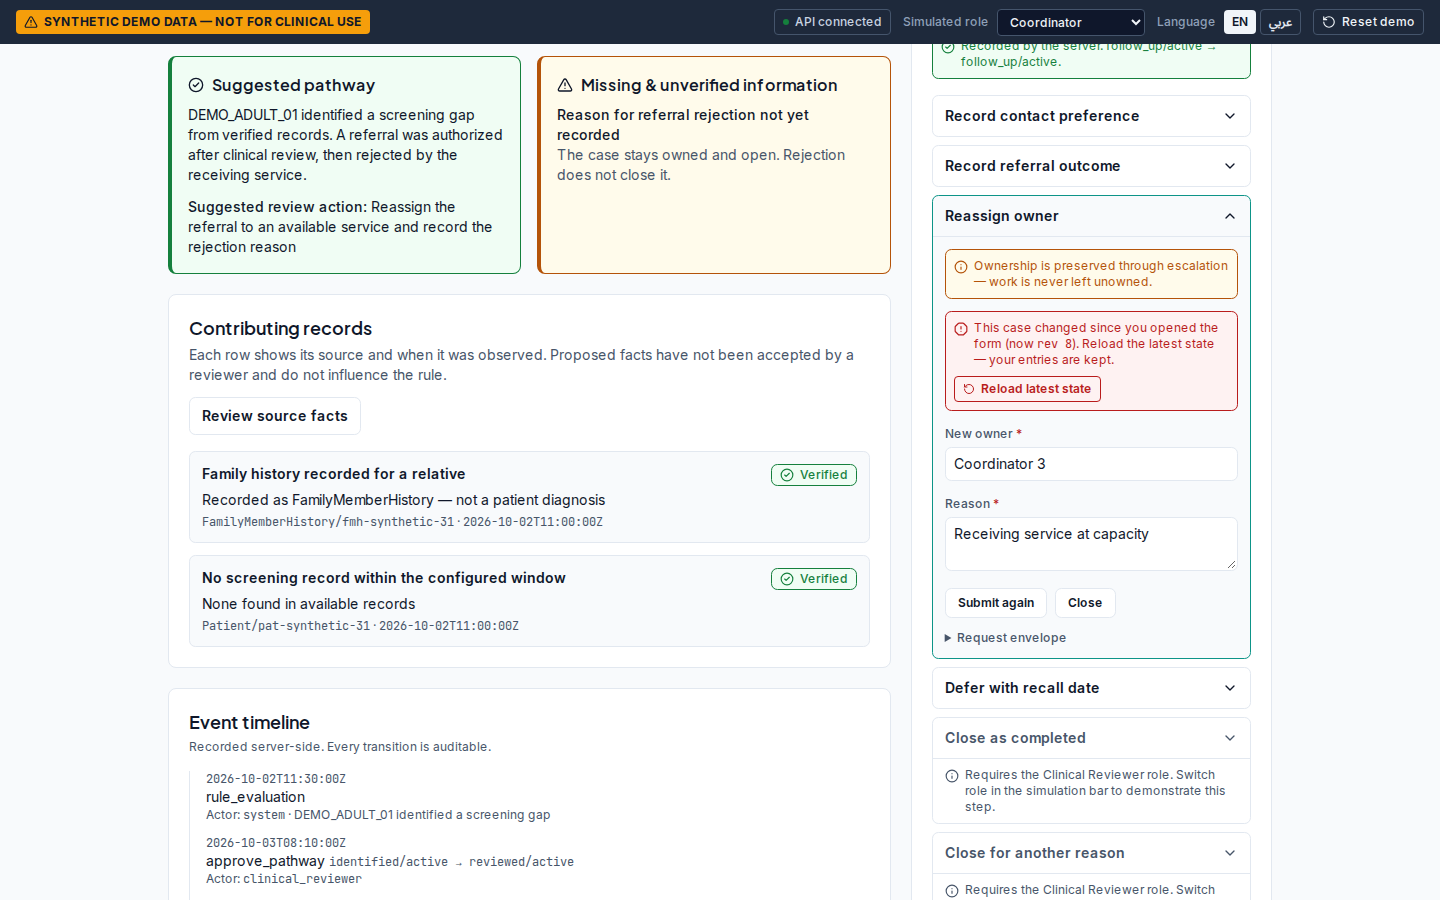 SYNTHETIC DEMO DATA — NOT FOR CLINICAL USE
API connected
Simulated role
Coordinator
Language
EN
عربي
Reset demo
Suggested pathway
DEMO_ADULT_01 identified a screening gap
from verified records. A referral was authorized
after clinical review, then rejected by the
receiving service.
Suggested review action: Reassign the
referral to an available service and record the
rejection reason
Missing & unverified information
Reason for referral rejection not yet
recorded
The case stays owned and open. Rejection
does not close it.
Contributing records
Each row shows its source and when it was observed. Proposed facts have not been accepted by a
reviewer and do not influence the rule.
Review source facts
Family history recorded for a relative
Verified
Recorded as FamilyMemberHistory — not a patient diagnosis
FamilyMemberHistory/fmh-synthetic-31 · 2026-10-02T11:00:00Z
No screening record within the configured window
Verified
None found in available records
Patient/pat-synthetic-31 · 2026-10-02T11:00:00Z
Event timeline
Recorded server-side. Every transition is auditable.
2026-10-02T11:30:00Z
rule_evaluation
Actor: system · DEMO_ADULT_01 identified a screening gap
2026-10-03T08:10:00Z
approve_pathway identified/active → reviewed/active
Actor: clinical_reviewer
Recorded by the server. follow_up/active →
follow_up/active.
Record contact preference
Record referral outcome
Reassign owner
Ownership is preserved through escalation
— work is never left unowned.
This case changed since you opened the
form (now rev 8). Reload the latest state
— your entries are kept.
Reload latest state
New owner *
Coordinator 3
Reason *
Receiving service at capacity
Submit again
Close
Request envelope
Defer with recall date
Close as completed
Requires the Clinical Reviewer role. Switch
role in the simulation bar to demonstrate this
step.
Close for another reason
Requires the Clinical Reviewer role. Switch